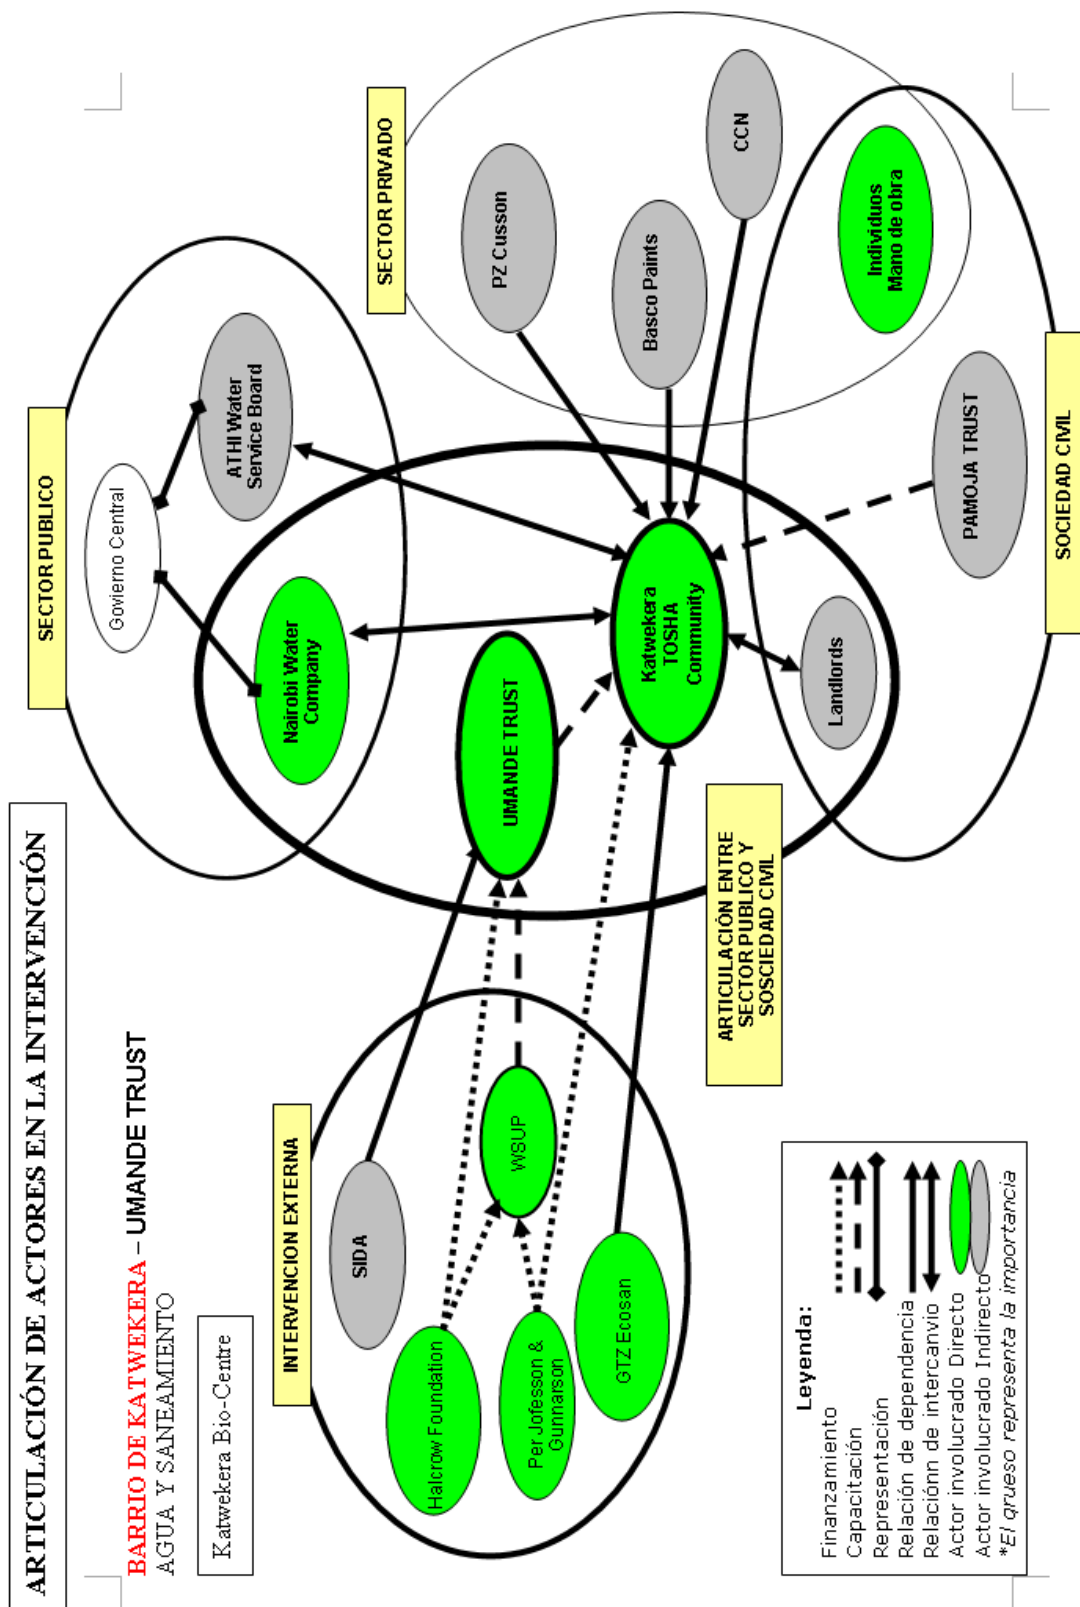 ARTICULACIÓN DE ACTORES EN LA INTERVENCIÓN
BARRIO DE KATWEKERA – UMANDE TRUST
AGUA Y SANEAMIENTO
Katwekera Bio-Centre
SECTOR PUBLICO
Govierno Central
ATHI Water
Service Board
Nairobi Water
Company
SECTOR PRIVADO
PZ Cusson
Basco Paints
CCN
Individuos
Mano de obra
INTERVENCION EXTERNA
SIDA
Halcrow Foundation
WSUP
Per Jofesson &
Gunnarson
GTZ Ecosan
UMANDE TRUST
Katwekera
TOSHA
Community
Landlords
PAMOJA TRUST
SOCIEDAD CIVIL
ARTICULACIÓN ENTRE
SECTOR PUBLICO Y
SOSCIEDAD CIVIL
Leyenda:
Finanzamiento
Capacitación
Representación
Relación de dependencia
Relaciónn de intercanvio
Actor involucrado Directo
Actor involucrado Indirecto
*El grueso representa la importancia